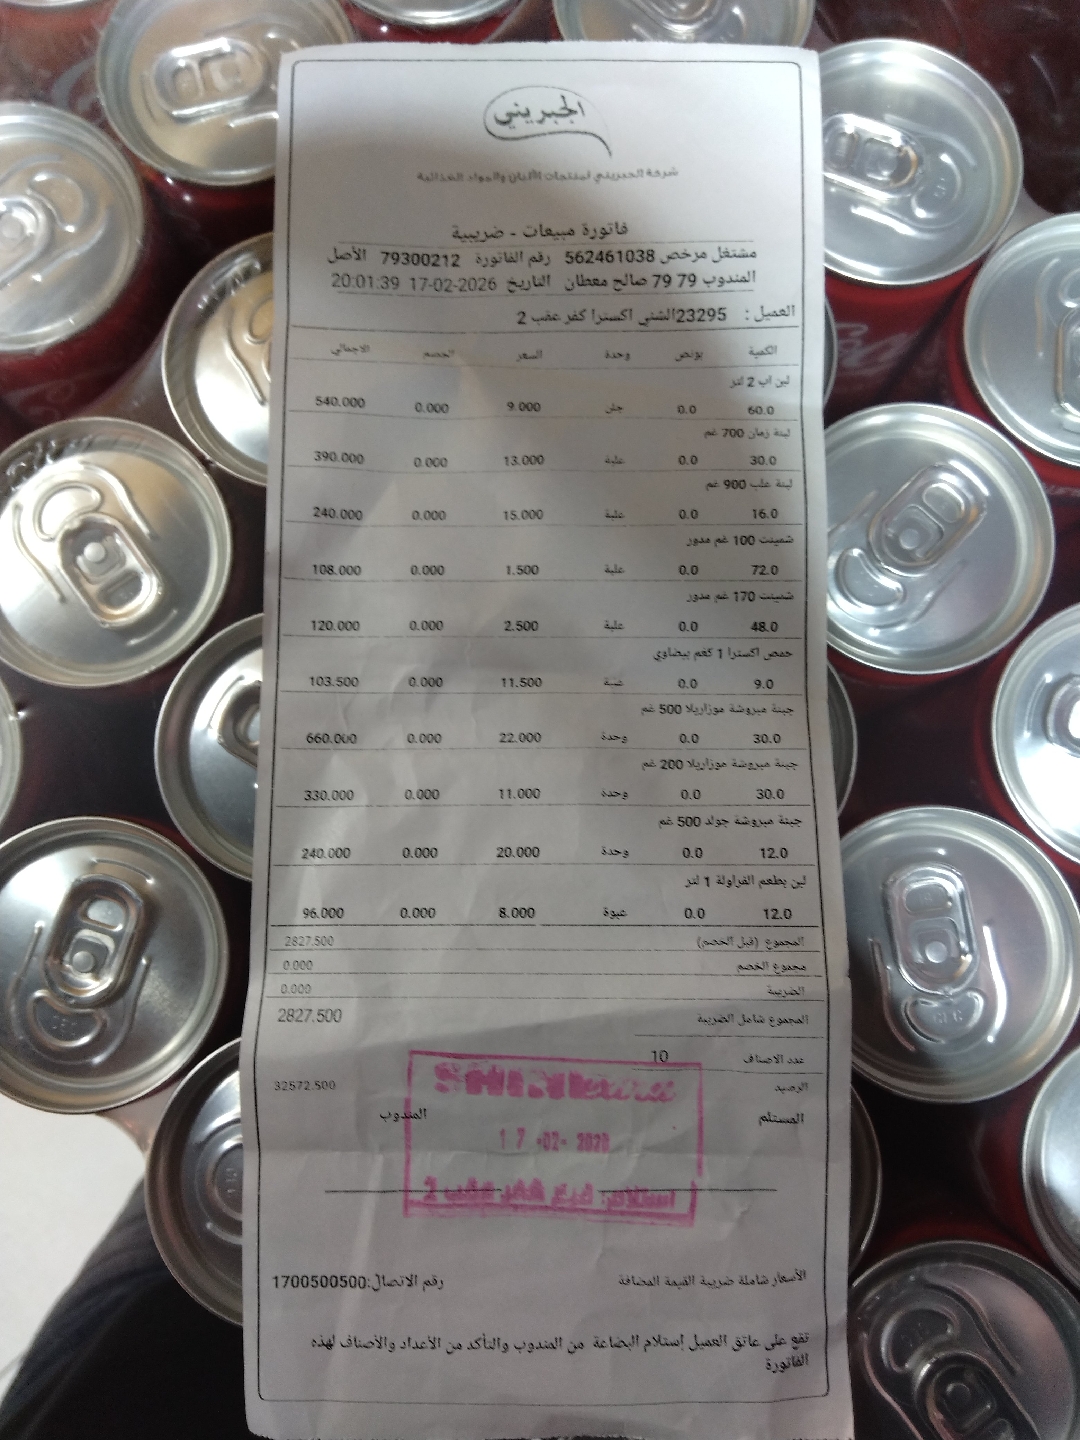 الجبريني
شركة الجبريني لمنتجات الألبان والمواد الغذائية
فاتورة مبيعات - ضريبية
مشتغل مرخص 562461038 رقم الفاتورة 79300212 الأصل
المندوب 79 79 صالح معطان التاريخ 17-02-2026 20:01:39
العميل : 23295الشني اكسترا كفر عقب 2
الكمية بونص وحدة السعر الخصم الاجمالي
لبن اب 2 لتر
60.0 0.0 جلن 9.000 0.000 540.000
لبنة زمان 700 غم
30.0 0.0 علبة 13.000 0.000 390.000
لبنة علب 900 غم
16.0 0.0 علبة 15.000 0.000 240.000
شمينت 100 غم مدور
72.0 0.0 علبة 1.500 0.000 108.000
شمينت 170 غم مدور
48.0 0.0 علبة 2.500 0.000 120.000
حمص اكسترا 1 كغم بيضاوي
9.0 0.0 11.500 0.000 103.500
جبنة مبروشة موزاريلا 500 غم
30.0 0.0 وحدة 22.000 0.000 660.000
جبنة مبروشة موزاريلا 200 غم
30.0 0.0 وحدة 11.000 0.000 330.000
جبنة مبروشة جولد 500 غم
12.0 0.0 وحدة 20.000 0.000 240.000
لبن بطعم الفراولة 1 لتر
12.0 0.0 عبوة 8.000 0.000 96.000
المجموع (قبل الخصم) 2827.500
مجموع الخصم 0.000
الضريبة 0.000
المجموع شامل الضريبة 2827.500
عدد الاصناف 10
الرصيد 32572.500
المستلم المندوب
17 -02- 2020
استلام: فرع كفر عقب 2
الأسعار شاملة ضريبة القيمة المضافة رقم الاتصال:1700500500
تقع على عاتق العميل إستلام البضاعة من المندوب والتأكد من الأعداد والأصناف لهذه
الفاتورة